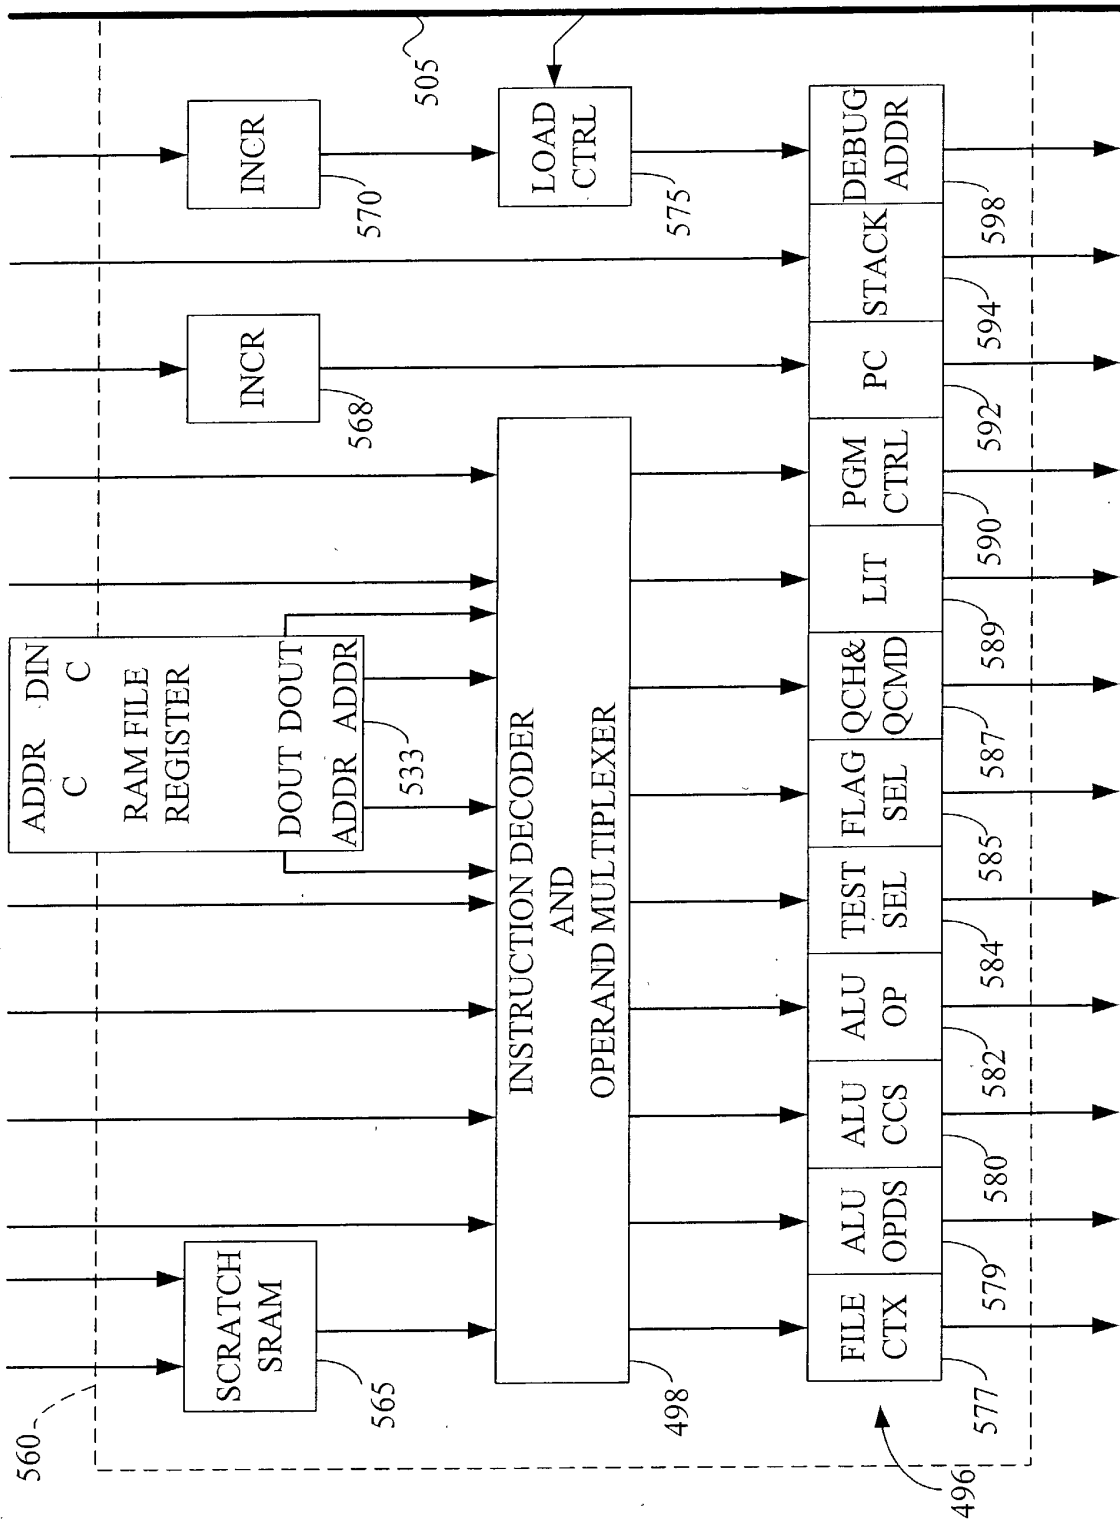 560
505
SCRATCH
SRAM
565
ADDR DIN
C C
RAM FILE
REGISTER
DOUT DOUT
ADDR ADDR
533
INCR
568
INCR
570
INSTRUCTION DECODER
AND
OPERAND MULTIPLEXER
498
LOAD
CTRL
575
496
FILE
CTX
577
ALU
OPDS
579
ALU
CCS
580
ALU
OP
582
TEST
SEL
584
FLAG
SEL
585
QCH&
QCMD
587
LIT
589
PGM
CTRL
590
PC
592
STACK
594
DEBUG
ADDR
598